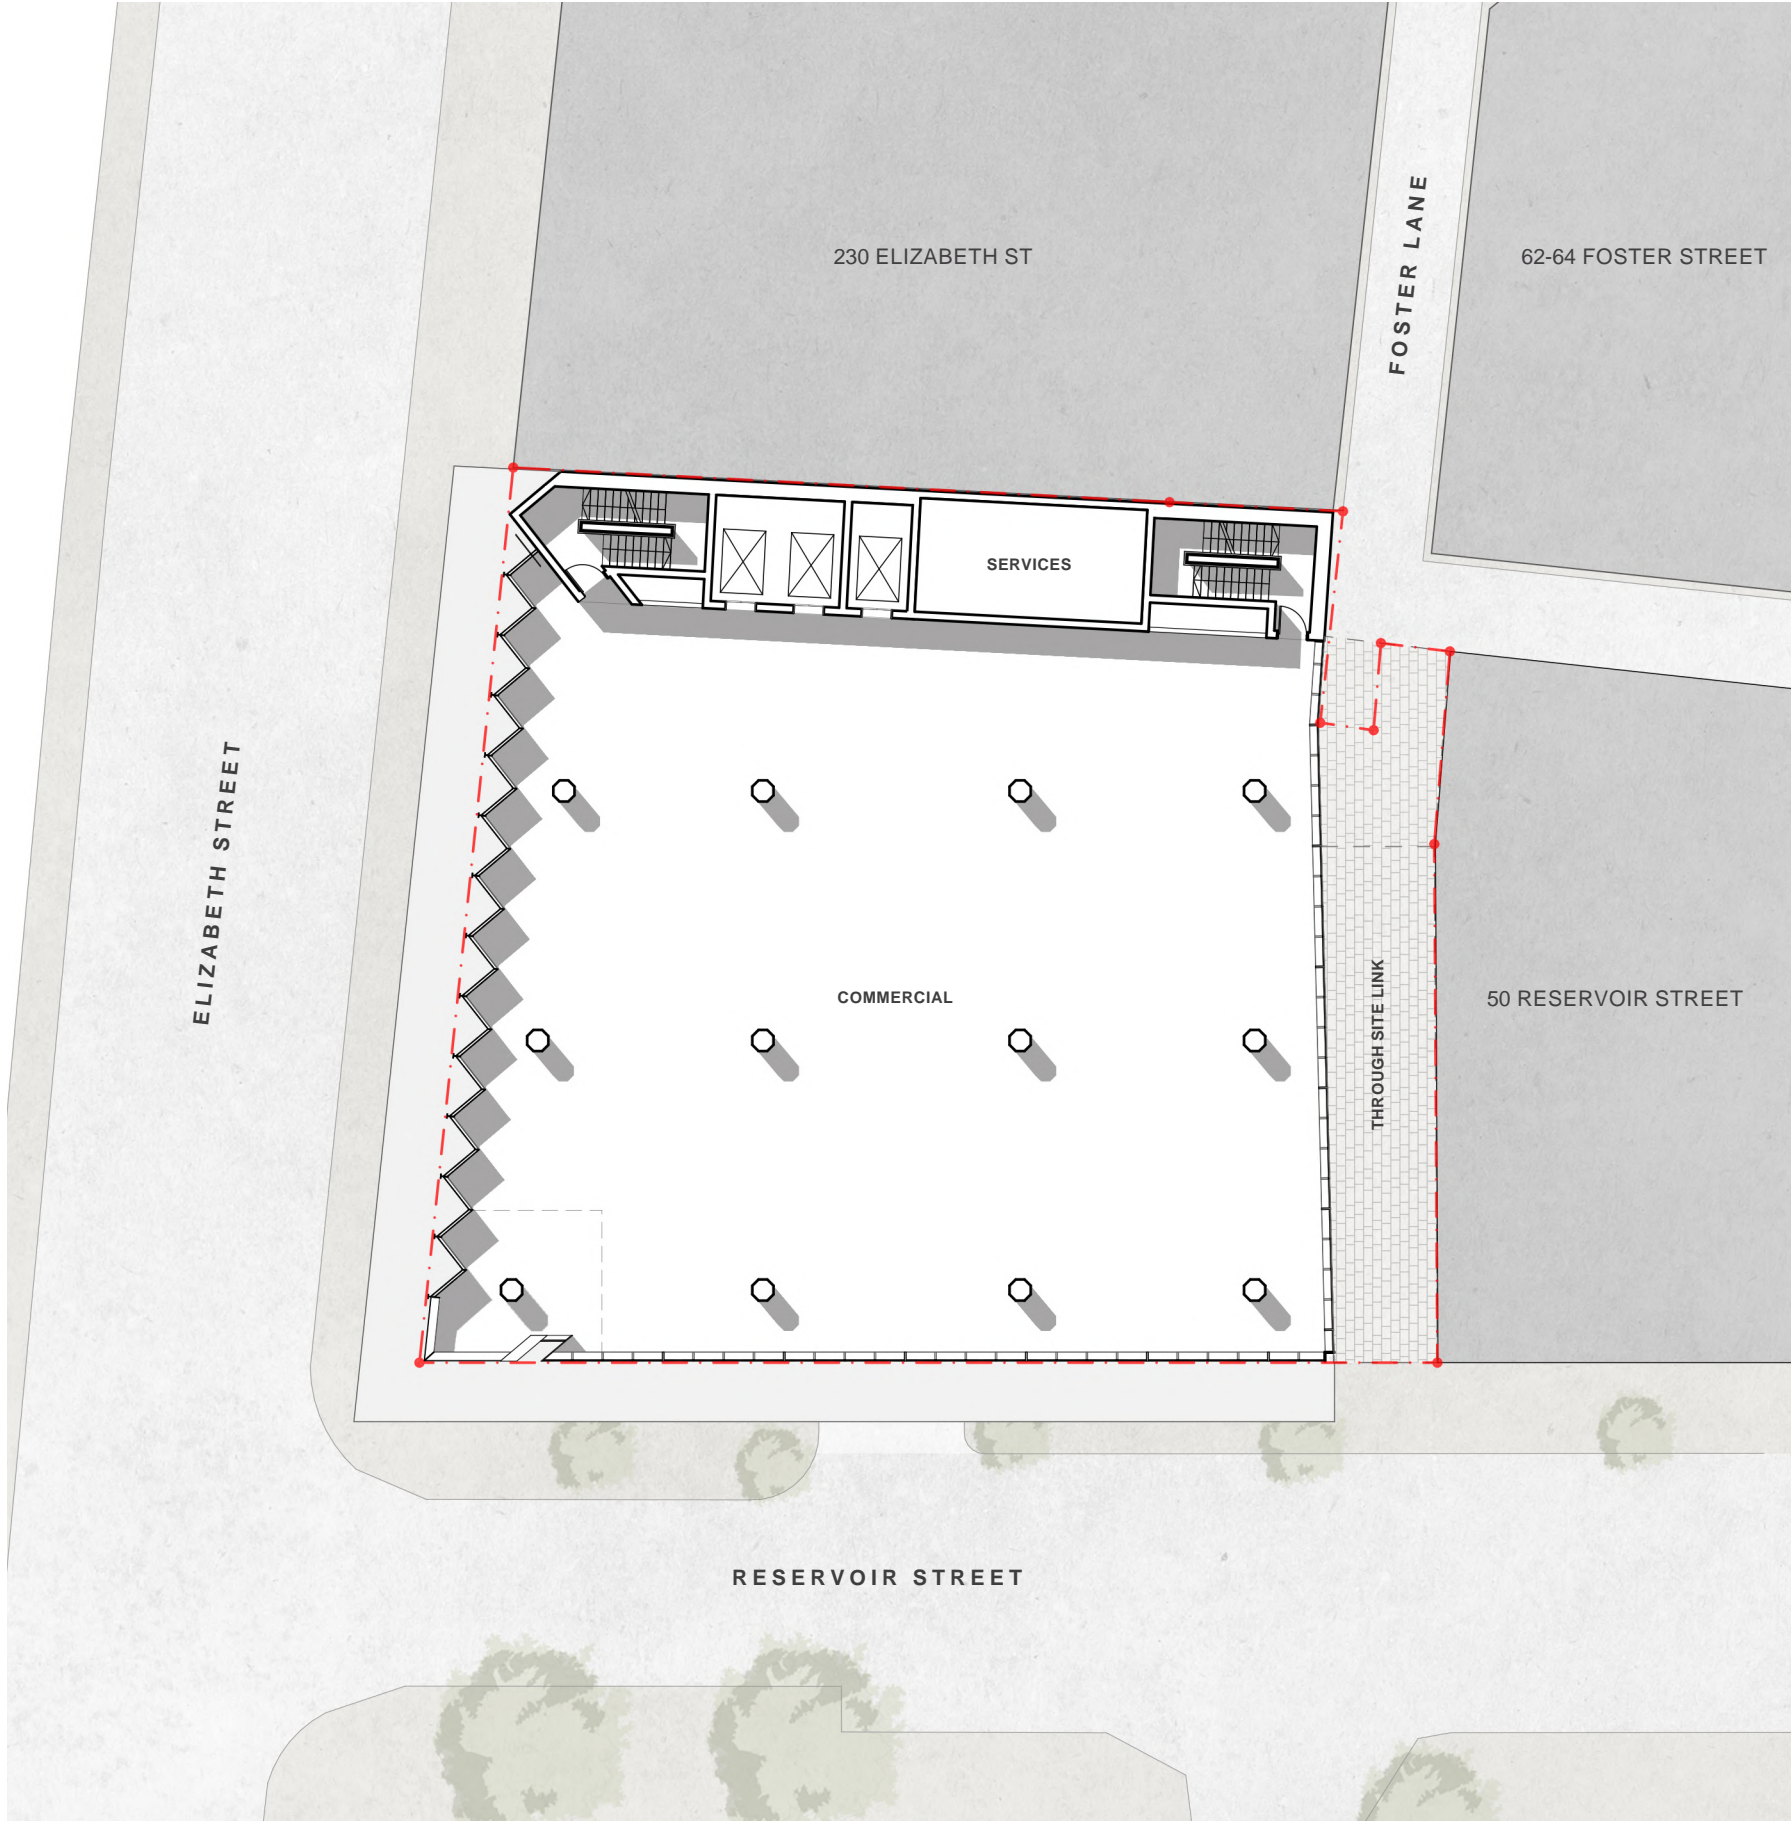 230 ELIZABETH ST
62-64 FOSTER STREET
FOSTER LANE
SERVICES
ELIZABETH STREET
COMMERCIAL
THROUGH SITE LINK
50 RESERVOIR STREET
RESERVOIR STREET